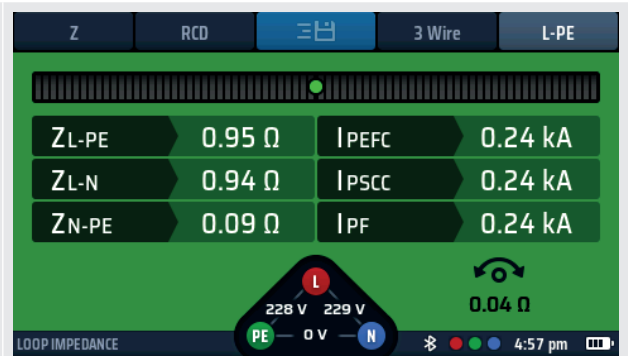 Z RCD 3 Wire L-PE
ZL-PE 0.95 Ω IPEFC 0.24 kA
ZL-N 0.94 Ω IPSCC 0.24 kA
ZN-PE 0.09 Ω IPF 0.24 kA
L
228 V 229 V
0.04 Ω
PE 0 V N
LOOP IMPEDANCE 4:57 pm